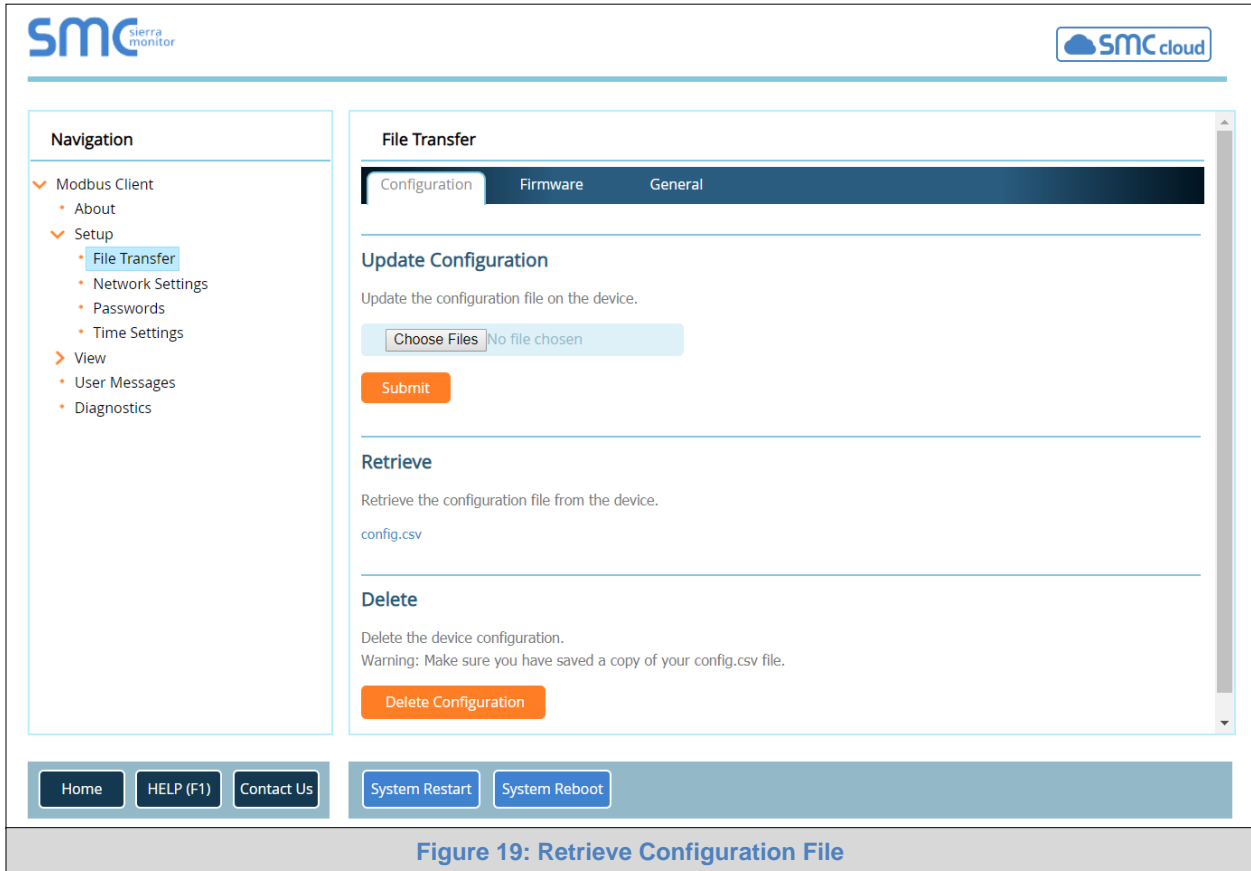 SMC sierra monitor
SMC cloud
Navigation
Modbus Client
About
Setup
File Transfer
Network Settings
Passwords
Time Settings
View
User Messages
Diagnostics
File Transfer
Configuration Firmware General
Update Configuration
Update the configuration file on the device.
Choose Files No file chosen
Submit
Retrieve
Retrieve the configuration file from the device.
config.csv
Delete
Delete the device configuration.
Warning: Make sure you have saved a copy of your config.csv file.
Delete Configuration
Home HELP (F1) Contact Us System Restart System Reboot
Figure 19: Retrieve Configuration File